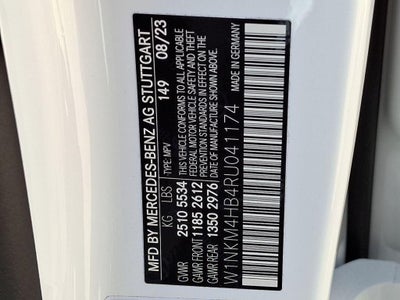 MFD BY MERCEDES-BENZ AG STUTTGART
149 08/23
KG LBS TYPE: MPV
GVWR 2510 5534
GAWR FRONT 1185 2612
GAWR REAR 1350 2976
THIS VEHICLE CONFORMS TO ALL APPLICABLE
FEDERAL MOTOR VEHICLE SAFETY AND THEFT
PREVENTION STANDARDS IN EFFECT ON THE
DATE OF MANUFACTURE SHOWN ABOVE.
W1NKM4HB4RU041174
MADE IN GERMANY